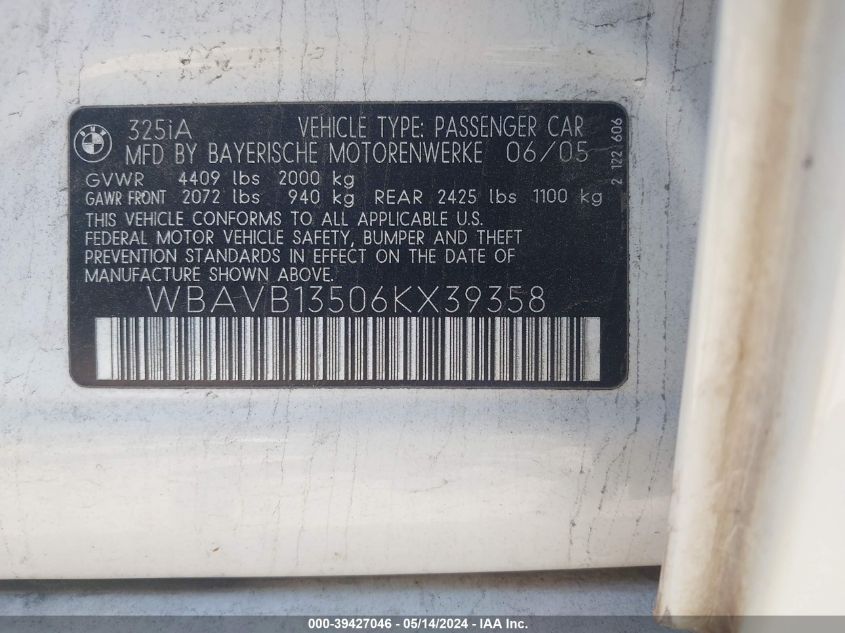 BMW
325iA VEHICLE TYPE: PASSENGER CAR
MFD BY BAYERISCHE MOTORENWERKE 06/05
GVWR 4409 lbs 2000 kg
GAWR FRONT 2072 lbs 940 kg REAR 2425 lbs 1100 kg
THIS VEHICLE CONFORMS TO ALL APPLICABLE U.S.
FEDERAL MOTOR VEHICLE SAFETY, BUMPER AND THEFT
PREVENTION STANDARDS IN EFFECT ON THE DATE OF
MANUFACTURE SHOWN ABOVE.
WBAVB13506KX39358
2 122 606
000-39427046 - 05/14/2024 - IAA Inc.